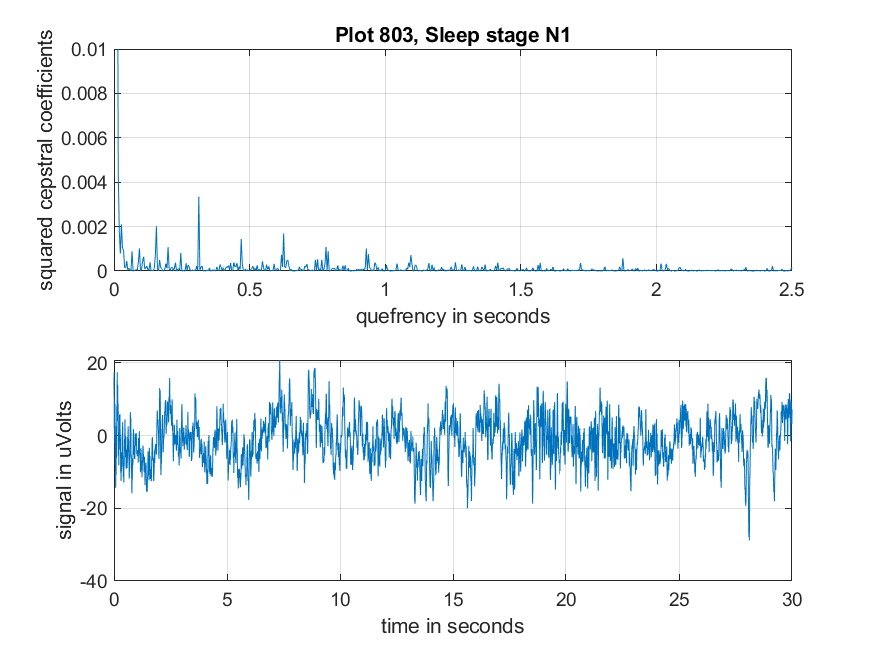 Plot 803, Sleep stage N1
squared cepstral coefficients
0.01
0.008
0.006
0.004
0.002
0
0 0.5 1 1.5 2 2.5
quefrency in seconds
signal in uVolts
20
0
-20
-40
0 5 10 15 20 25 30
time in seconds